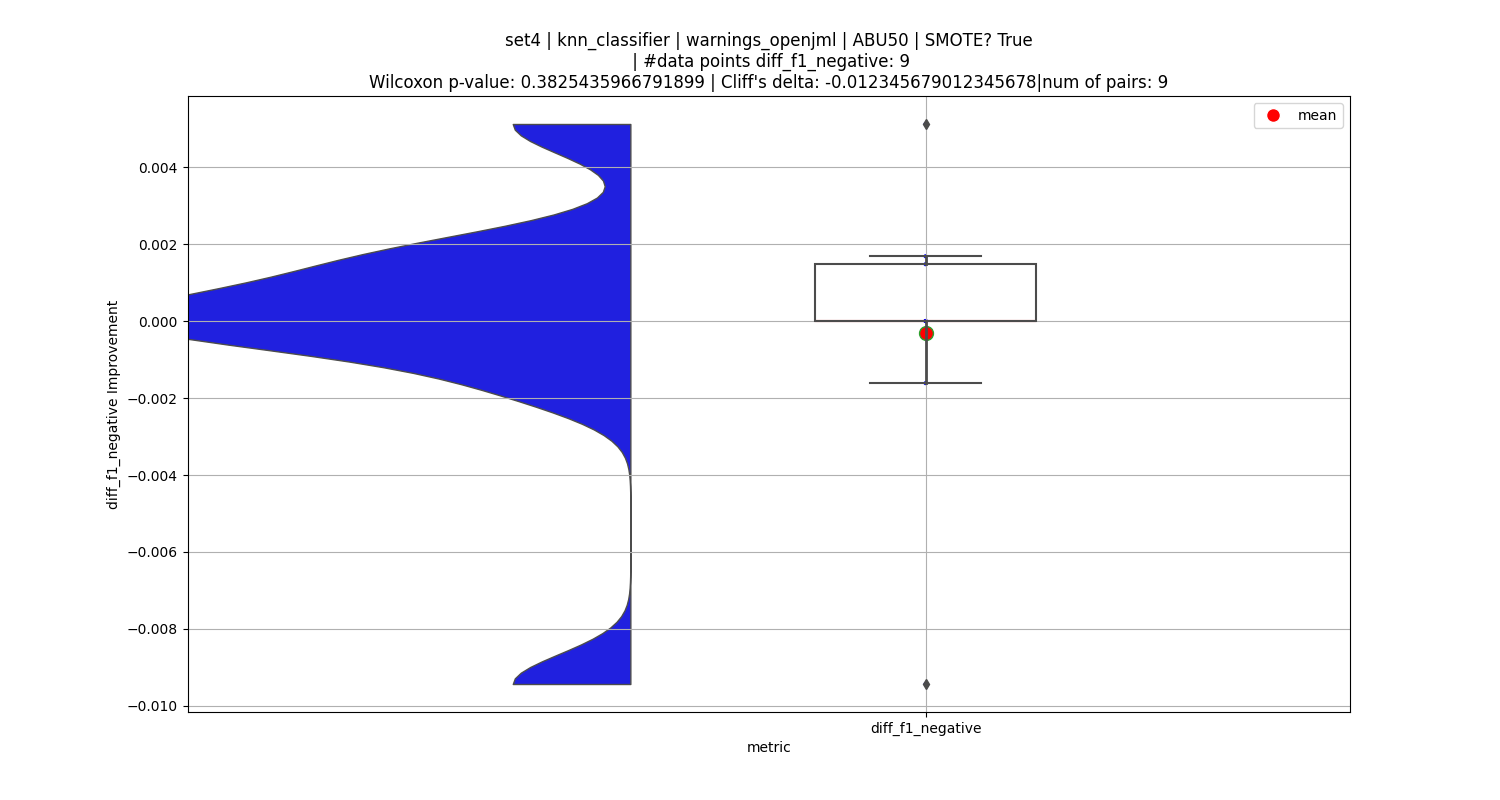 set4 | knn_classifier | warnings_openjml | ABU50 | SMOTE? True
| #data points diff_f1_negative: 9
Wilcoxon p-value: 0.3825435966791899 | Cliff's delta: -0.012345679012345678|num of pairs: 9
mean
0.004
0.002
0.000
−0.002
−0.004
−0.006
−0.008
−0.010
diff_f1_negative Improvement
diff_f1_negative
metric